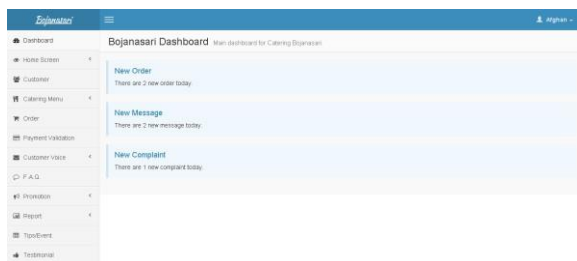 Bojanasari
Afghan
Dashboard
Bojanasari Dashboard Main dashboard for Catering Bojanasari
Home Screen
New Order
There are 2 new order today.
Customer
Catering Menu
New Message
There are 2 new message today.
Order
Payment Validation
New Complaint
There are 1 new complaint today.
Customer Voice
F.A.Q
Promotion
Report
Tips/Event
Testimonial